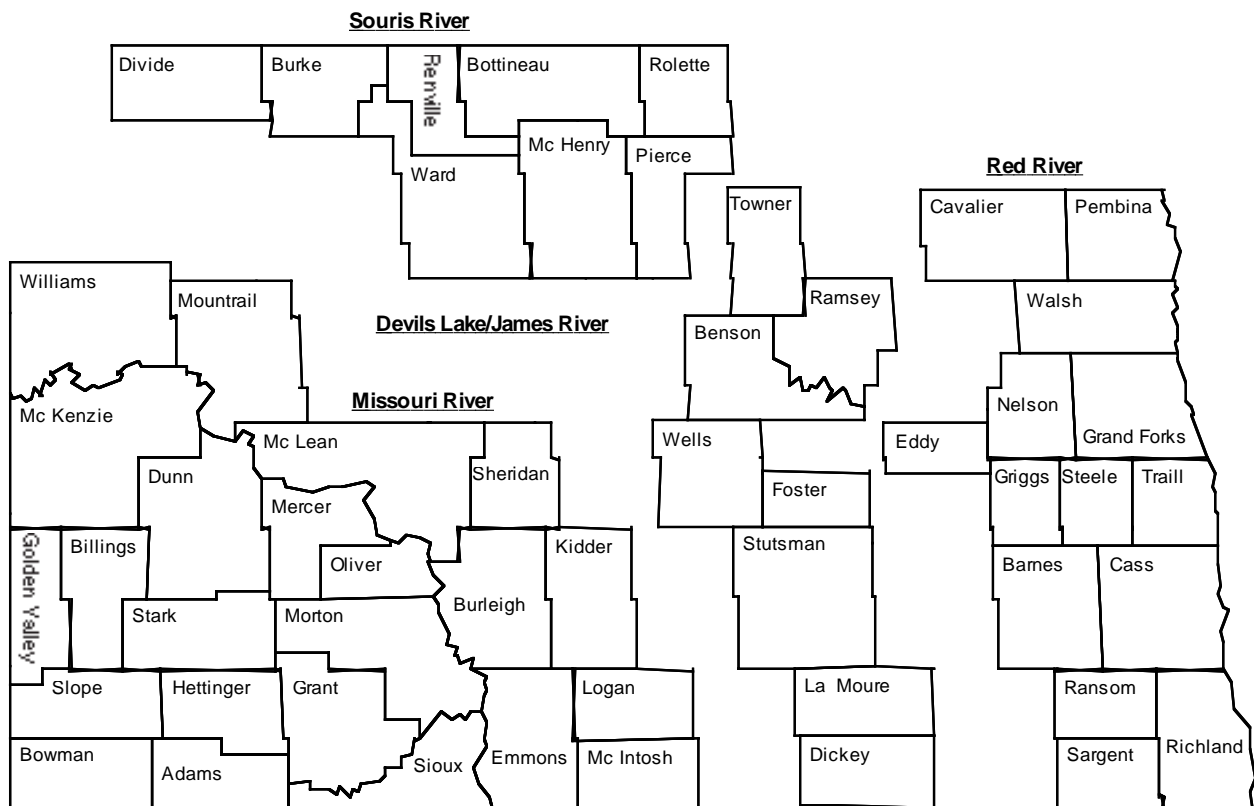 Souris River
Divide
Burke
Renville
Bottineau
Rolette
Mc Henry
Pierce
Ward
Red River
Towner
Cavalier
Pembina
Williams
Mountrail
Ramsey
Walsh
Devils Lake/James River
Benson
Missouri River
Mc Kenzie
Nelson
Mc Lean
Wells
Eddy
Grand Forks
Dunn
Sheridan
Foster
Griggs
Steele
Traill
Mercer
Golden Valley
Billings
Kidder
Stutsman
Oliver
Barnes
Cass
Stark
Morton
Burleigh
Slope
Hettinger
Grant
Logan
La Moure
Ransom
Bowman
Adams
Sioux
Emmons
Mc Intosh
Dickey
Sargent
Richland